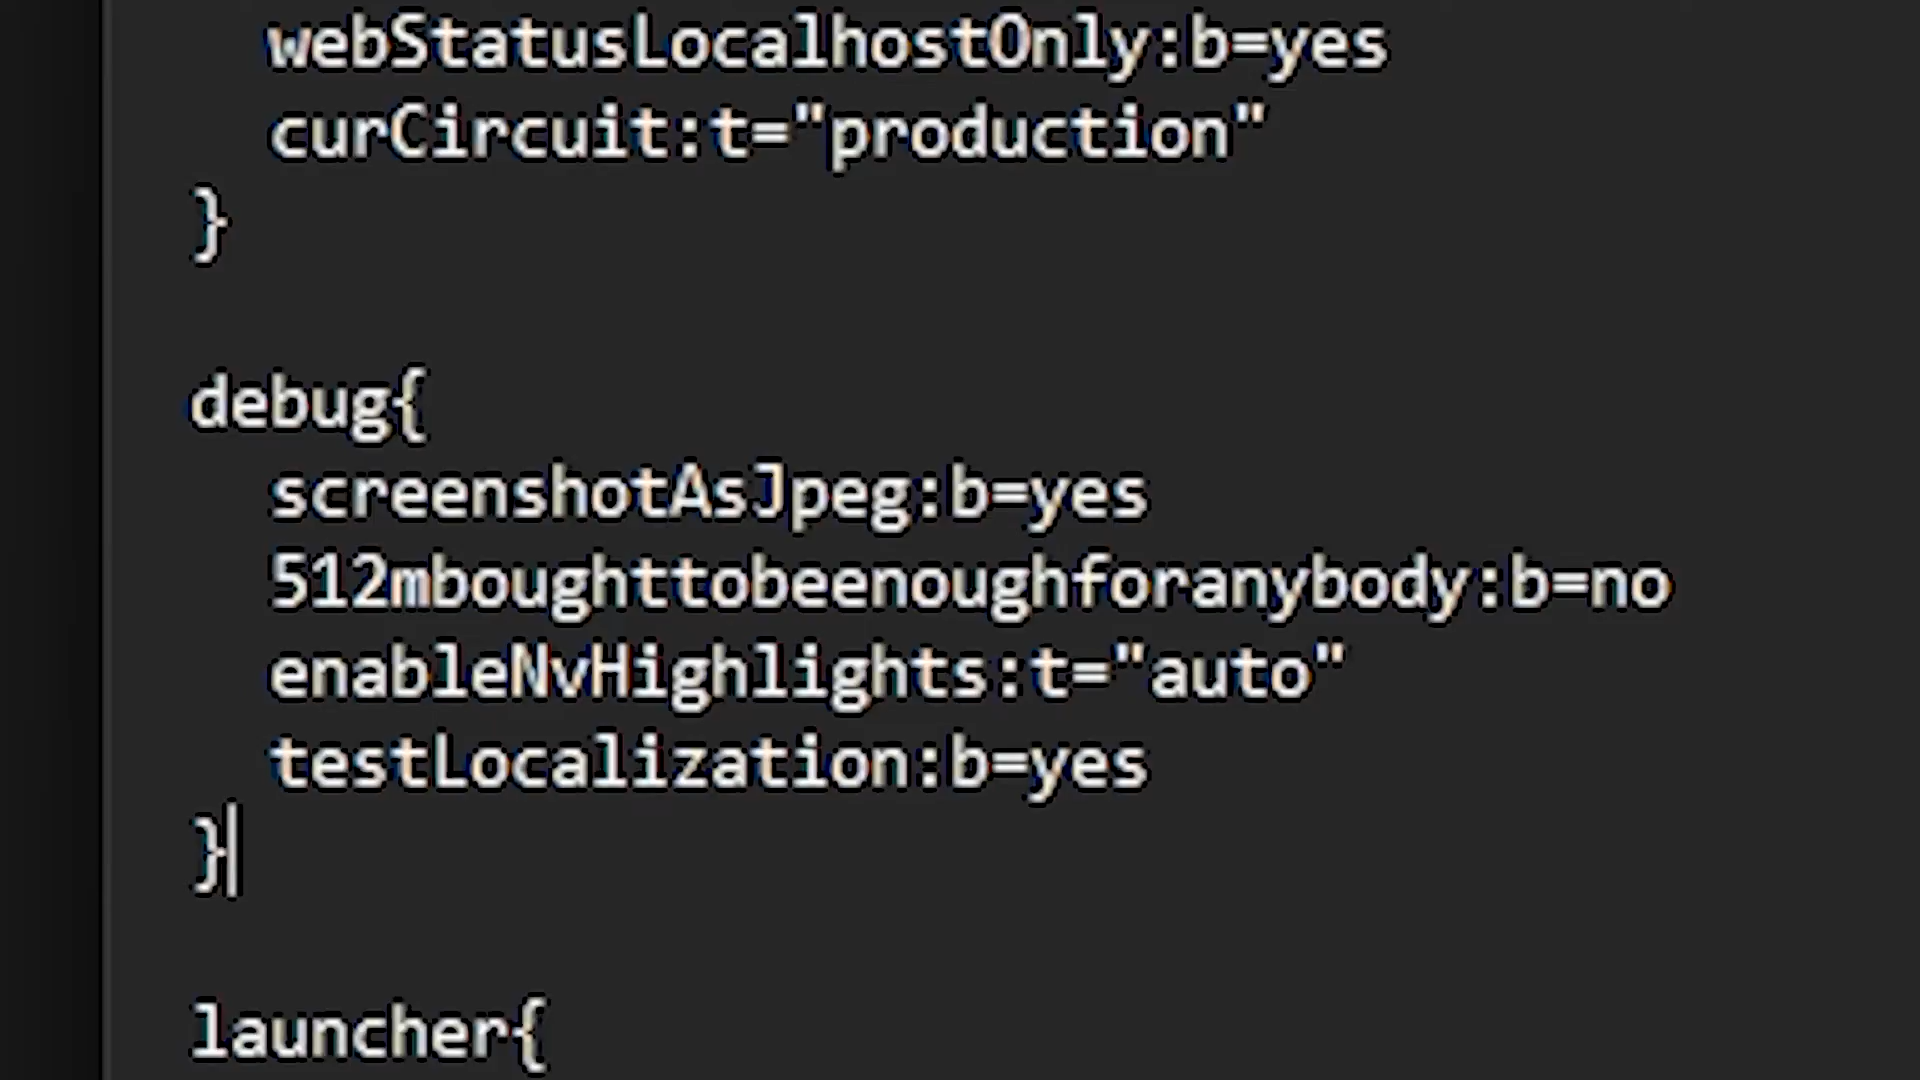 webStatusLocalhostOnly:b=yes
curCircuit:t="production"
}
debug{
screenshotAsJpeg:b=yes
512mboughttobeenoughforanybody:b=no
enableNvHighlights:t="auto"
testLocalization:b=yes
}
launcher{